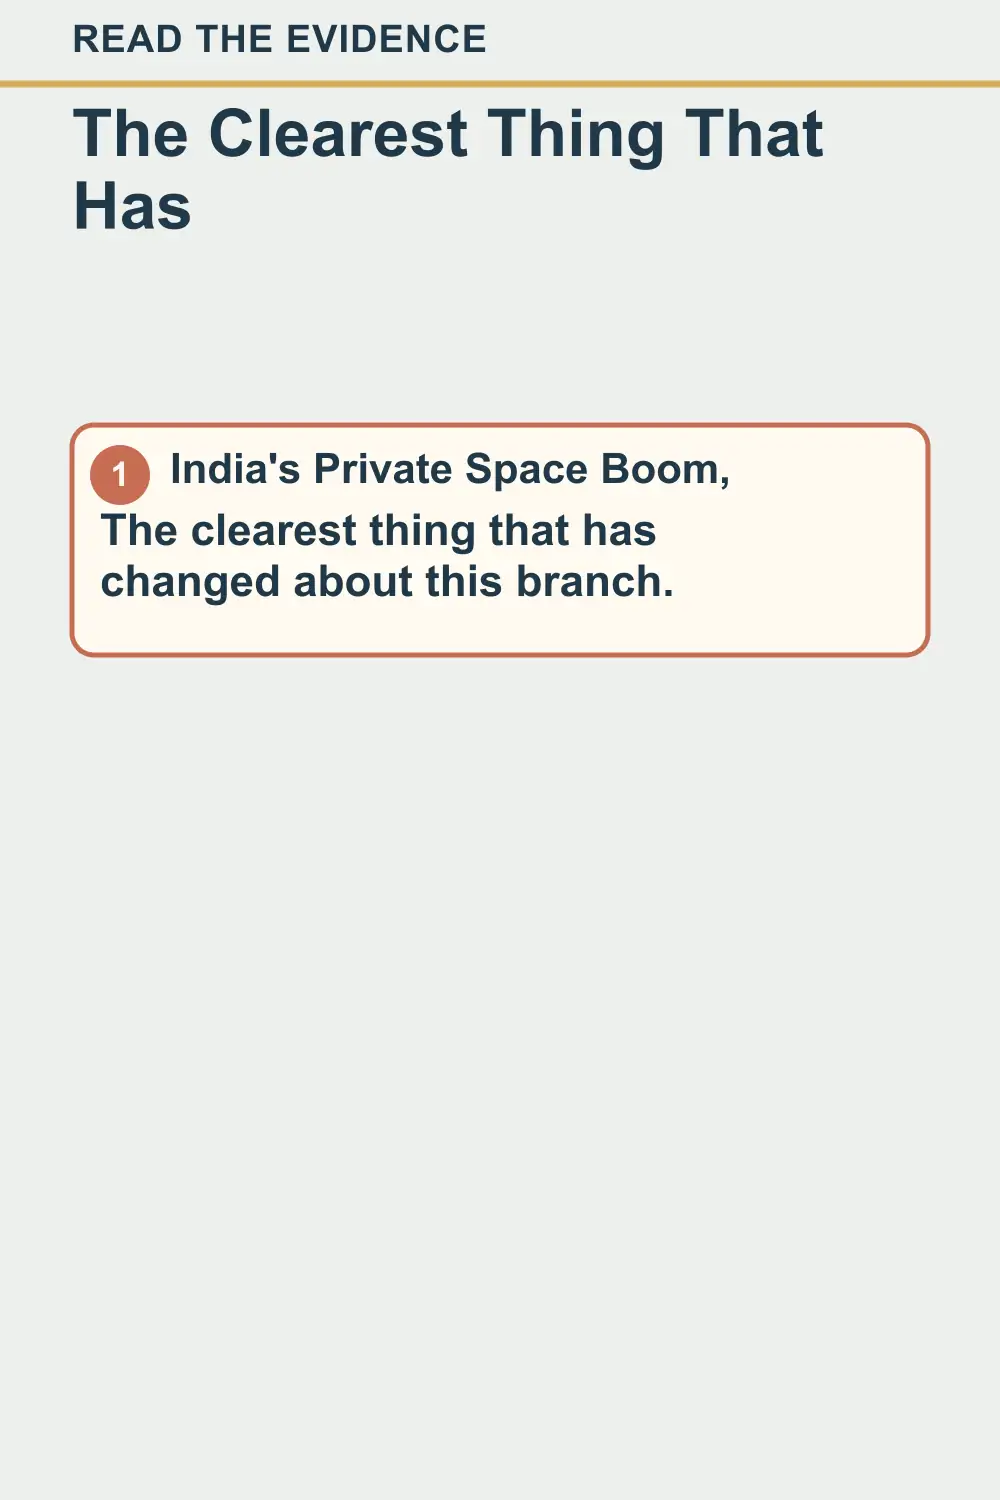 READ THE EVIDENCE
The Clearest Thing That
Has
1 India's Private Space Boom,
The clearest thing that has
changed about this branch.